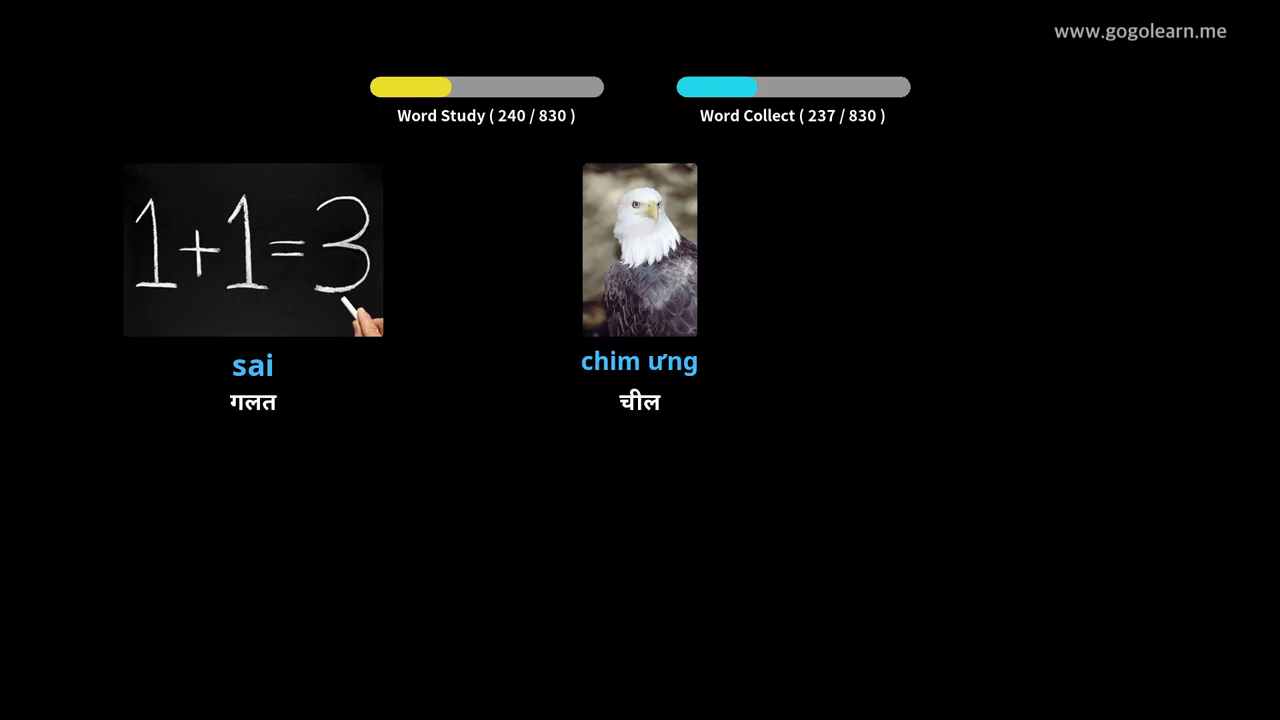 www.gogolearn.me
Word Study ( 240 / 830 )
Word Collect ( 237 / 830 )
1+1=3
sai
गलत
chim ưng
चील